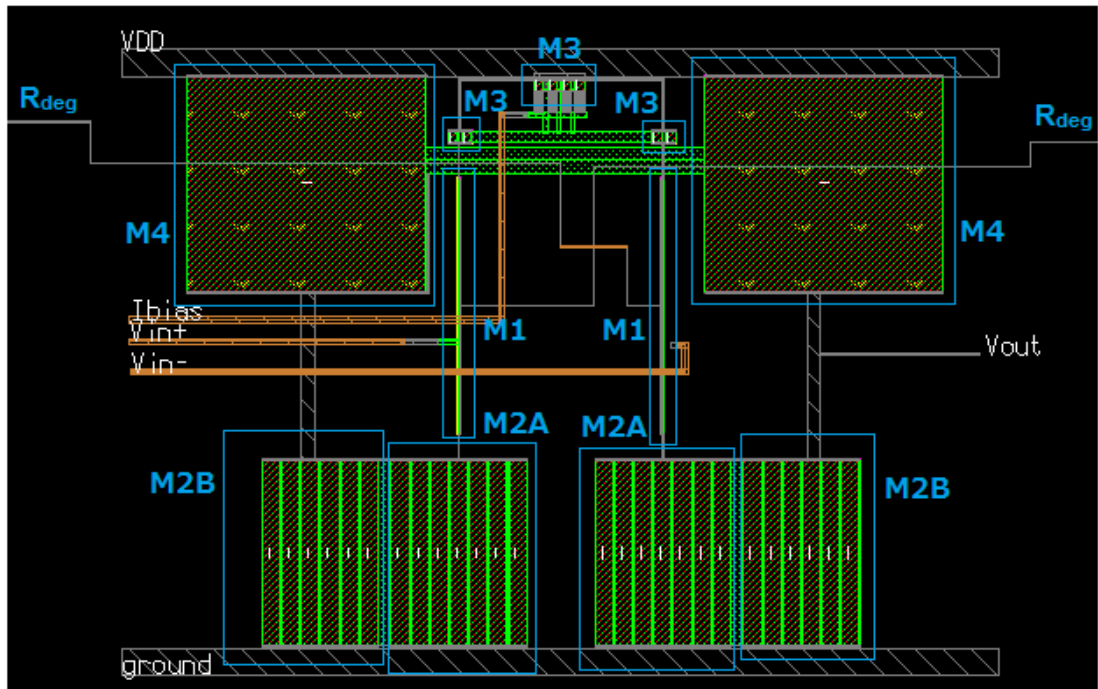 VDD
M3
Rdeg
M3
M3
Rdeg
M4
M4
Ibias
Vin+
M1
M1
Vout
Vin-
M2A
M2A
M2B
M2B
ground